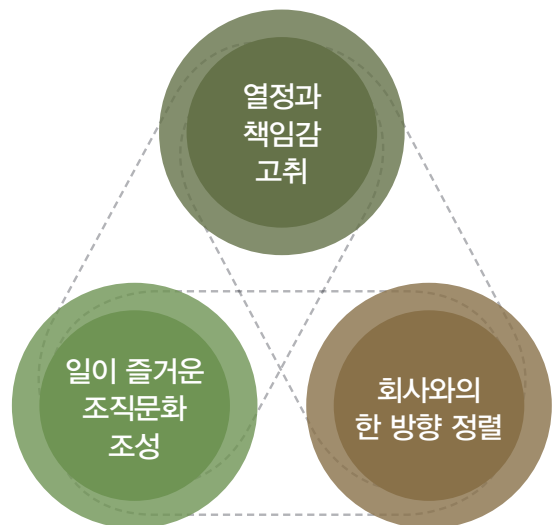 열정과
책임감
고취
일이 즐거운
조직문화
조성
회사와의
한 방향 정렬